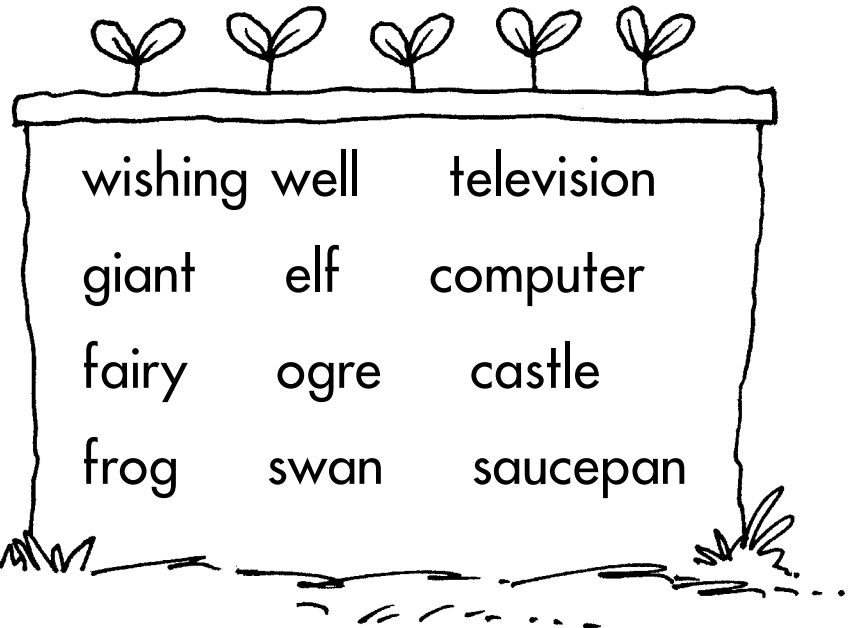 wishing well television
giant elf computer
fairy ogre castle
frog swan saucepan